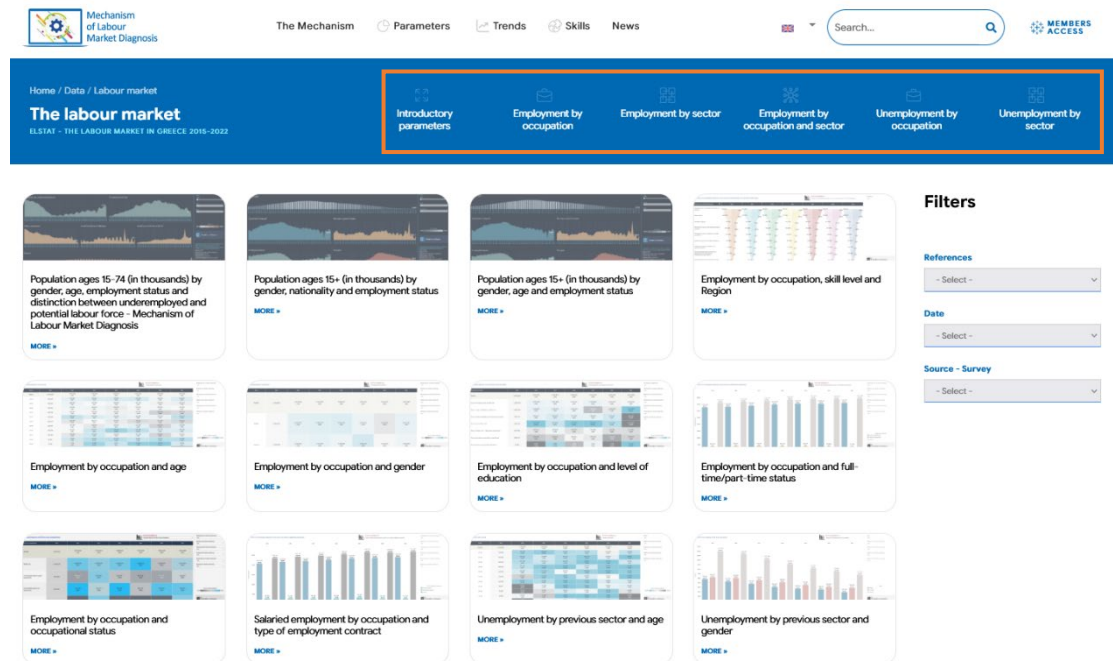 Mechanism
of Labour
Market Diagnosis
The Mechanism
Parameters
Trends
Skills
News
Search...
MEMBERS
ACCESS
Home / Data / Labour market
The labour market
ELSTAT - THE LABOUR MARKET IN GREECE 2015-2022
Introductory
parameters
Employment by
occupation
Employment by sector
Employment by
occupation and sector
Unemployment by
occupation
Unemployment by
sector
Population ages 15-74 (in thousands) by
gender, age, employment status and
distinction between underemployed and
potential labour force - Mechanism of
Labour Market Diagnosis
MORE »
Population ages 15+ (in thousands) by
gender, nationality and employment status
MORE »
Population ages 15+ (in thousands) by
gender, age and employment status
MORE »
Employment by occupation, skill level and
Region
MORE »
Filters
References
- Select -
Date
- Select -
Source - Survey
- Select -
Employment by occupation and age
MORE »
Employment by occupation and gender
MORE »
Employment by occupation and level of
education
MORE »
Employment by occupation and full-
time/part-time status
MORE »
Employment by occupation and
occupational status
MORE »
Salaried employment by occupation and
type of employment contract
MORE »
Unemployment by previous sector and age
MORE »
Unemployment by previous sector and
gender
MORE »